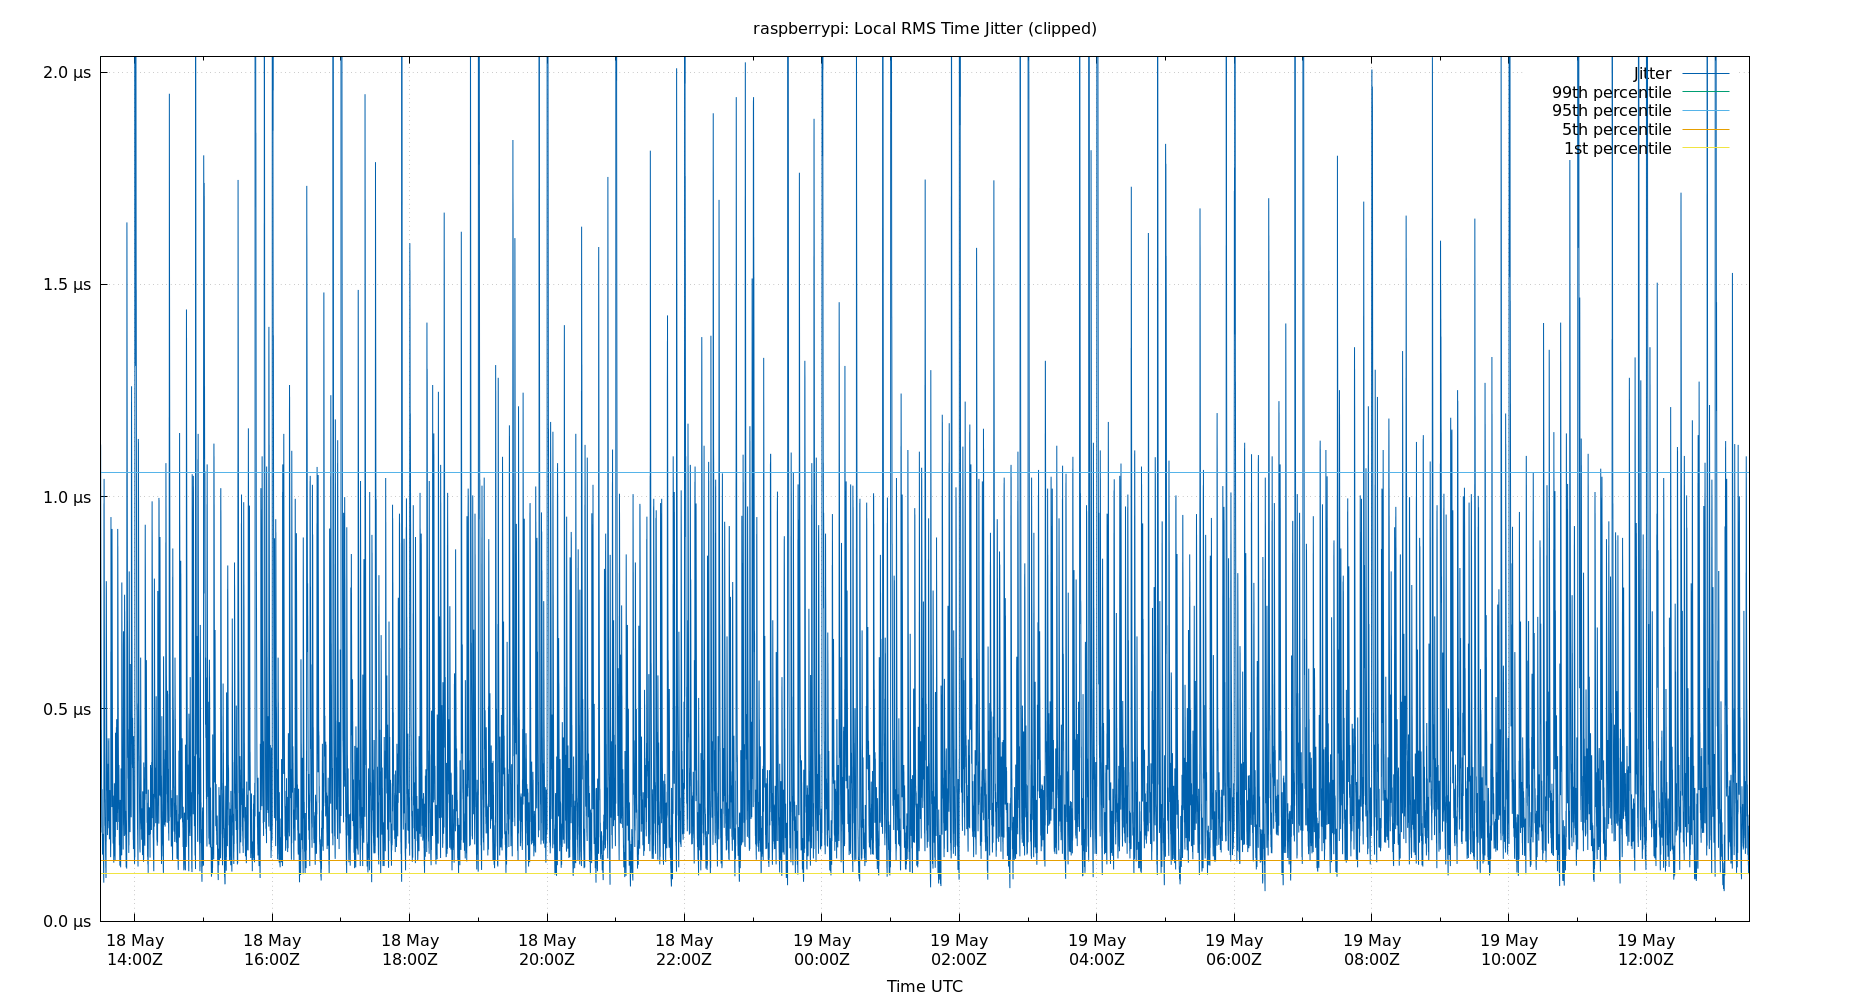 raspberrypi: Local RMS Time Jitter (clipped)
2.0 µs
1.5 µs
1.0 µs
0.5 µs
0.0 µs
Jitter
99th percentile
95th percentile
5th percentile
1st percentile
18 May 18 May 18 May 18 May 18 May 19 May 19 May 19 May 19 May 19 May 19 May 19 May
14:00Z 16:00Z 18:00Z 20:00Z 22:00Z 00:00Z 02:00Z 04:00Z 06:00Z 08:00Z 10:00Z 12:00Z
Time UTC